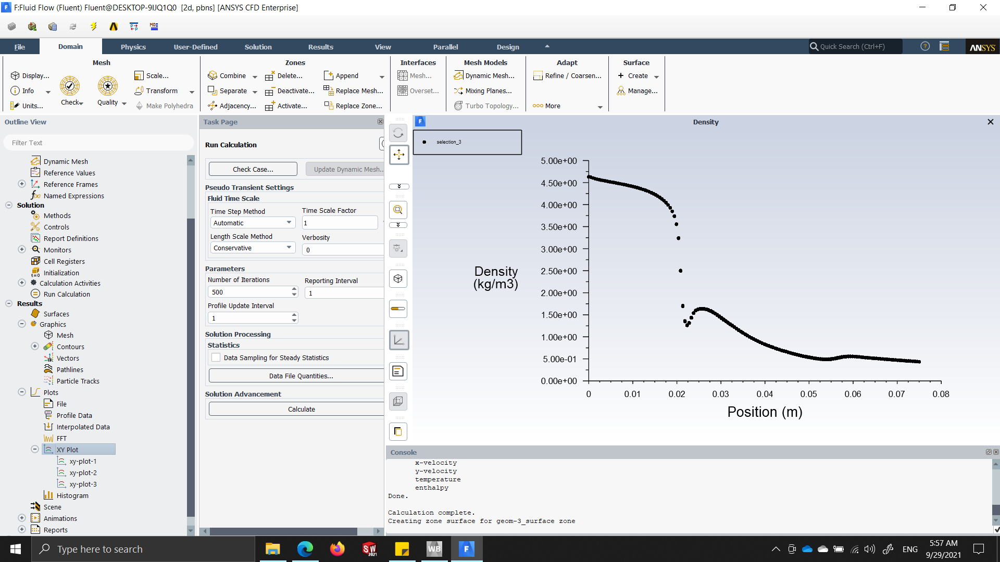 F:Fluid Flow (Fluent) Fluent@DESKTOP-9IJQ1Q0 [2d, pbns] [ANSYS CFD Enterprise]
File
Domain
Physics
User-Defined
Solution
Results
View
Parallel
Design
Quick Search (Ctrl+F)
ANSYS
Mesh
Display...
Info
Units...
Check
Quality
Scale...
Transform
Make Polyhedra
Zones
Combine
Separate
Adjacency...
Delete...
Deactivate...
Activate...
Append
Replace Mesh...
Replace Zone...
Interfaces
Mesh...
Overset...
Mesh Models
Dynamic Mesh...
Mixing Planes...
Turbo Topology...
Adapt
Refine / Coarsen...
More
Surface
Create
Manage...
Outline View
Filter Text
Dynamic Mesh
Reference Values
Reference Frames
Named Expressions
Solution
Methods
Controls
Report Definitions
Monitors
Cell Registers
Initialization
Calculation Activities
Run Calculation
Results
Surfaces
Graphics
Mesh
Contours
Vectors
Pathlines
Particle Tracks
Plots
File
Profile Data
Interpolated Data
FFT
XY Plot
xy-plot-1
xy-plot-2
xy-plot-3
Histogram
Scene
Animations
Reports
Task Page
Run Calculation
Check Case...
Update Dynamic Mesh..
Pseudo Transient Settings
Fluid Time Scale
Time Step Method
Time Scale Factor
Automatic
1
Length Scale Method
Verbosity
Conservative
0
Parameters
Number of Iterations
Reporting Interval
500
1
Profile Update Interval
1
Solution Processing
Statistics
Data Sampling for Steady Statistics
Data File Quantities...
Solution Advancement
Calculate
Density
selection_3
5.00e+00
4.50e+00
4.00e+00
3.50e+00
3.00e+00
2.50e+00
2.00e+00
1.50e+00
1.00e+00
5.00e-01
0.00e+00
Density
(kg/m3)
0 0.01 0.02 0.03 0.04 0.05 0.06 0.07 0.08
Position (m)
Console
x-velocity
y-velocity
temperature
enthalpy
Done.
Calculation complete.
Creating zone surface for geom-3_surface zone
Type here to search
SW
2021
WB
F
ENG
5:57 AM
9/29/2021